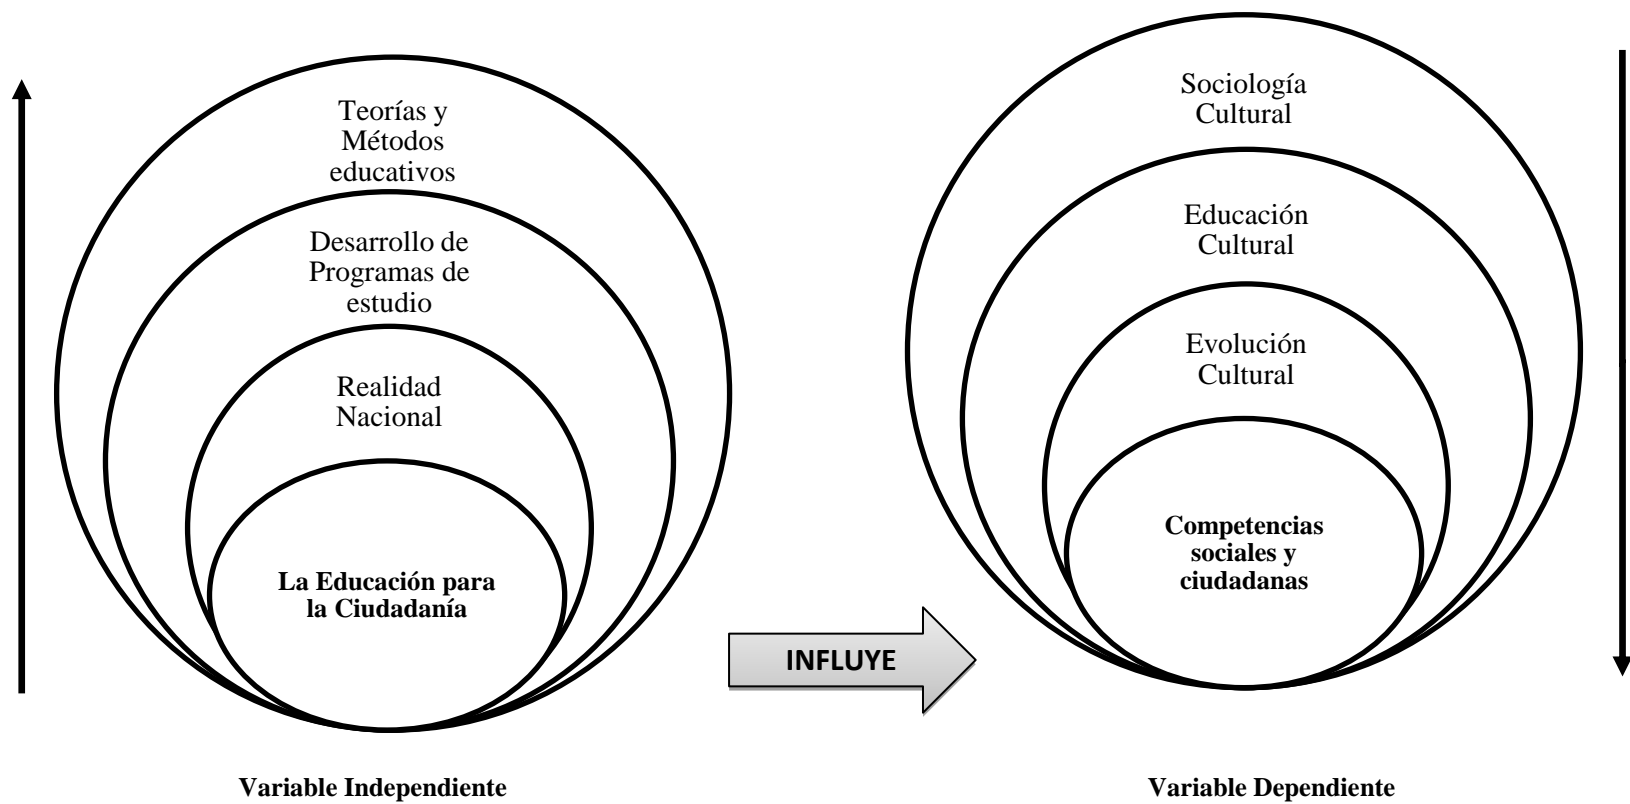 Teorías y
Métodos
educativos
Desarrollo de
Programas de
estudio
Realidad
Nacional
La Educación para
la Ciudadanía
Variable Independiente
INFLUYE
Sociología
Cultural
Educación
Cultural
Evolución
Cultural
Competencias
sociales y
ciudadanas
Variable Dependiente